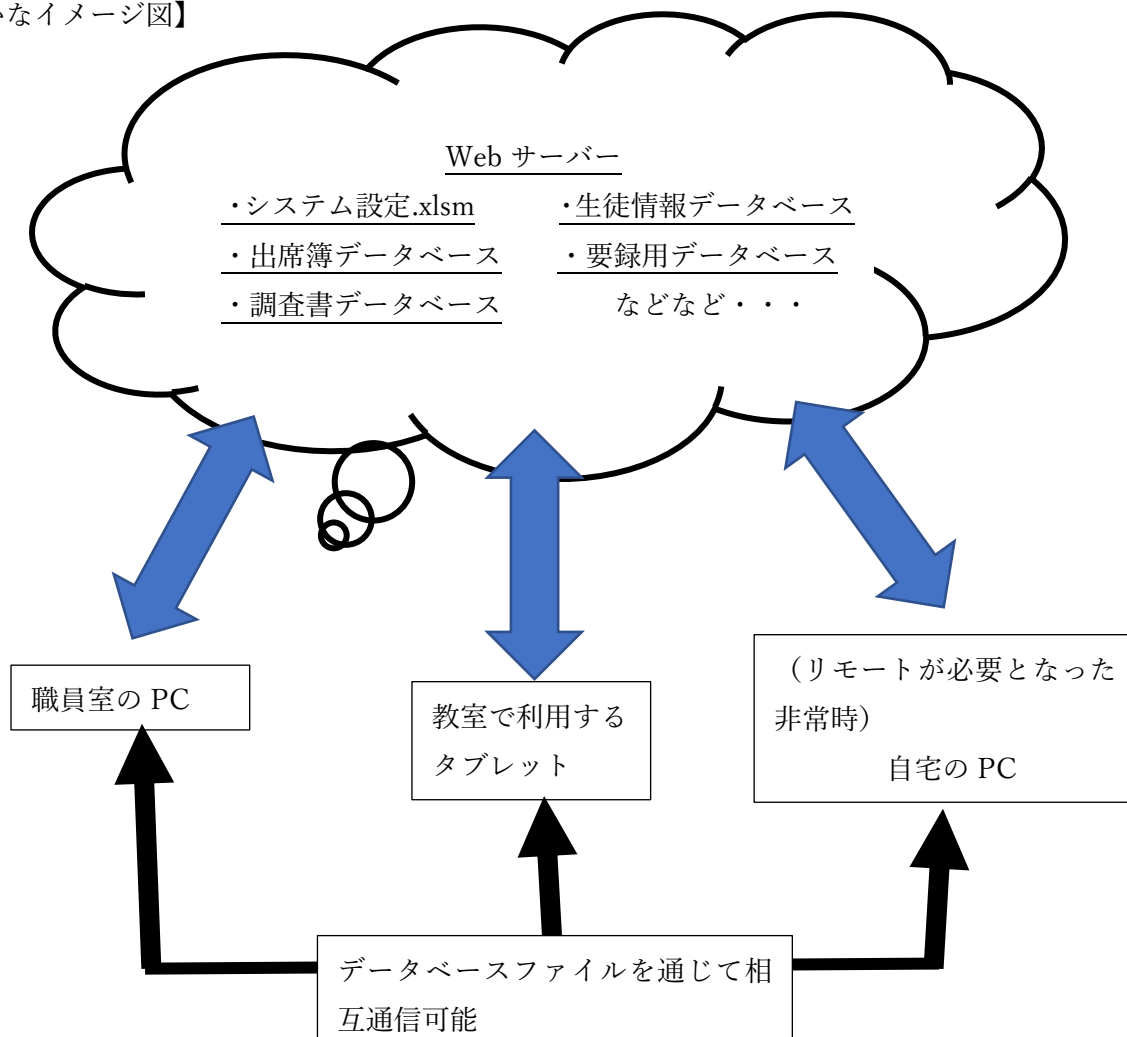 なイメージ図】
Web サーバー
・システム設定.xlsm ・生徒情報データベース
・出席簿データベース ・要録用データベース
・調査書データベース などなど・・・
職員室の PC
教室で利用する
タブレット
（リモートが必要となった
非常時）
自宅の PC
データベースファイルを通じて相
互通信可能